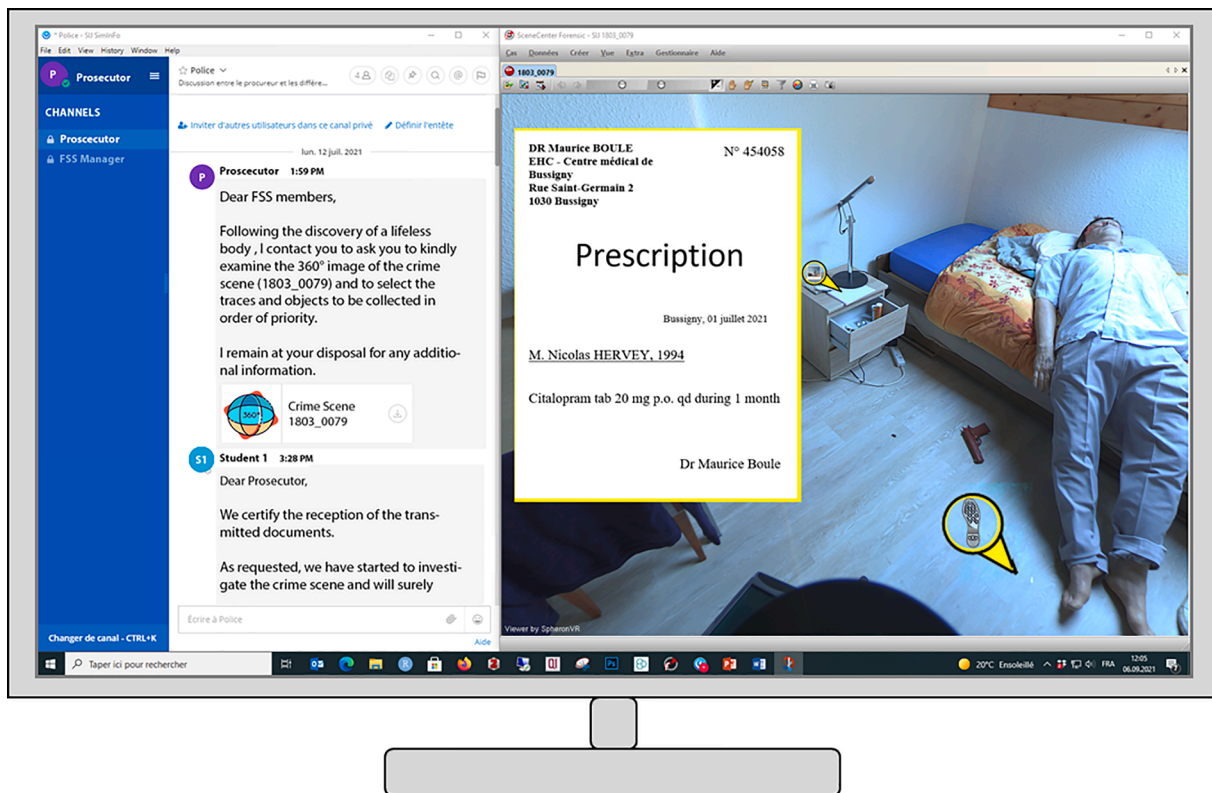 * Police - SIJ SimInfo
File Edit View History Window Help
P Prosecutor
CHANNELS
Proscecutor
FSS Manager
Changer de canal - CTRL+K
Police
4
Discussion entre le procureur et les différe...
Inviter d'autres utilisateurs dans ce canal privé Définir l'entête
lun. 12 juil. 2021
P Proscecutor 1:59 PM
Dear FSS members,
Following the discovery of a lifeless
body , I contact you to ask you to kindly
examine the 360° image of the crime
scene (1803_0079) and to select the
traces and objects to be collected in
order of priority.
I remain at your disposal for any additio-
nal information.
360°
Crime Scene
1803_0079
S1 Student 1 3:28 PM
Dear Prosecutor,
We certify the reception of the trans-
mitted documents.
As requested, we have started to investi-
gate the crime scene and will surely
Écrire à Police
Aide
SceneCenter Forensic - SIJ 1803_0079
Cas Données Créer Vue Extra Gestionnaire Aide
1803_0079
DR Maurice BOULE
N° 454058
EHC - Centre médical de
Bussigny
Rue Saint-Germain 2
1030 Bussigny
Prescription
Bussigny, 01 juillet 2021
M. Nicolas HERVEY, 1994
Citalopram tab 20 mg p.o. qd during 1 month
Dr Maurice Boule
Viewer by SpheronVR
Taper ici pour rechercher
QI
Ps
20°C Ensoleillé
FRA
12:05
06.09.2021